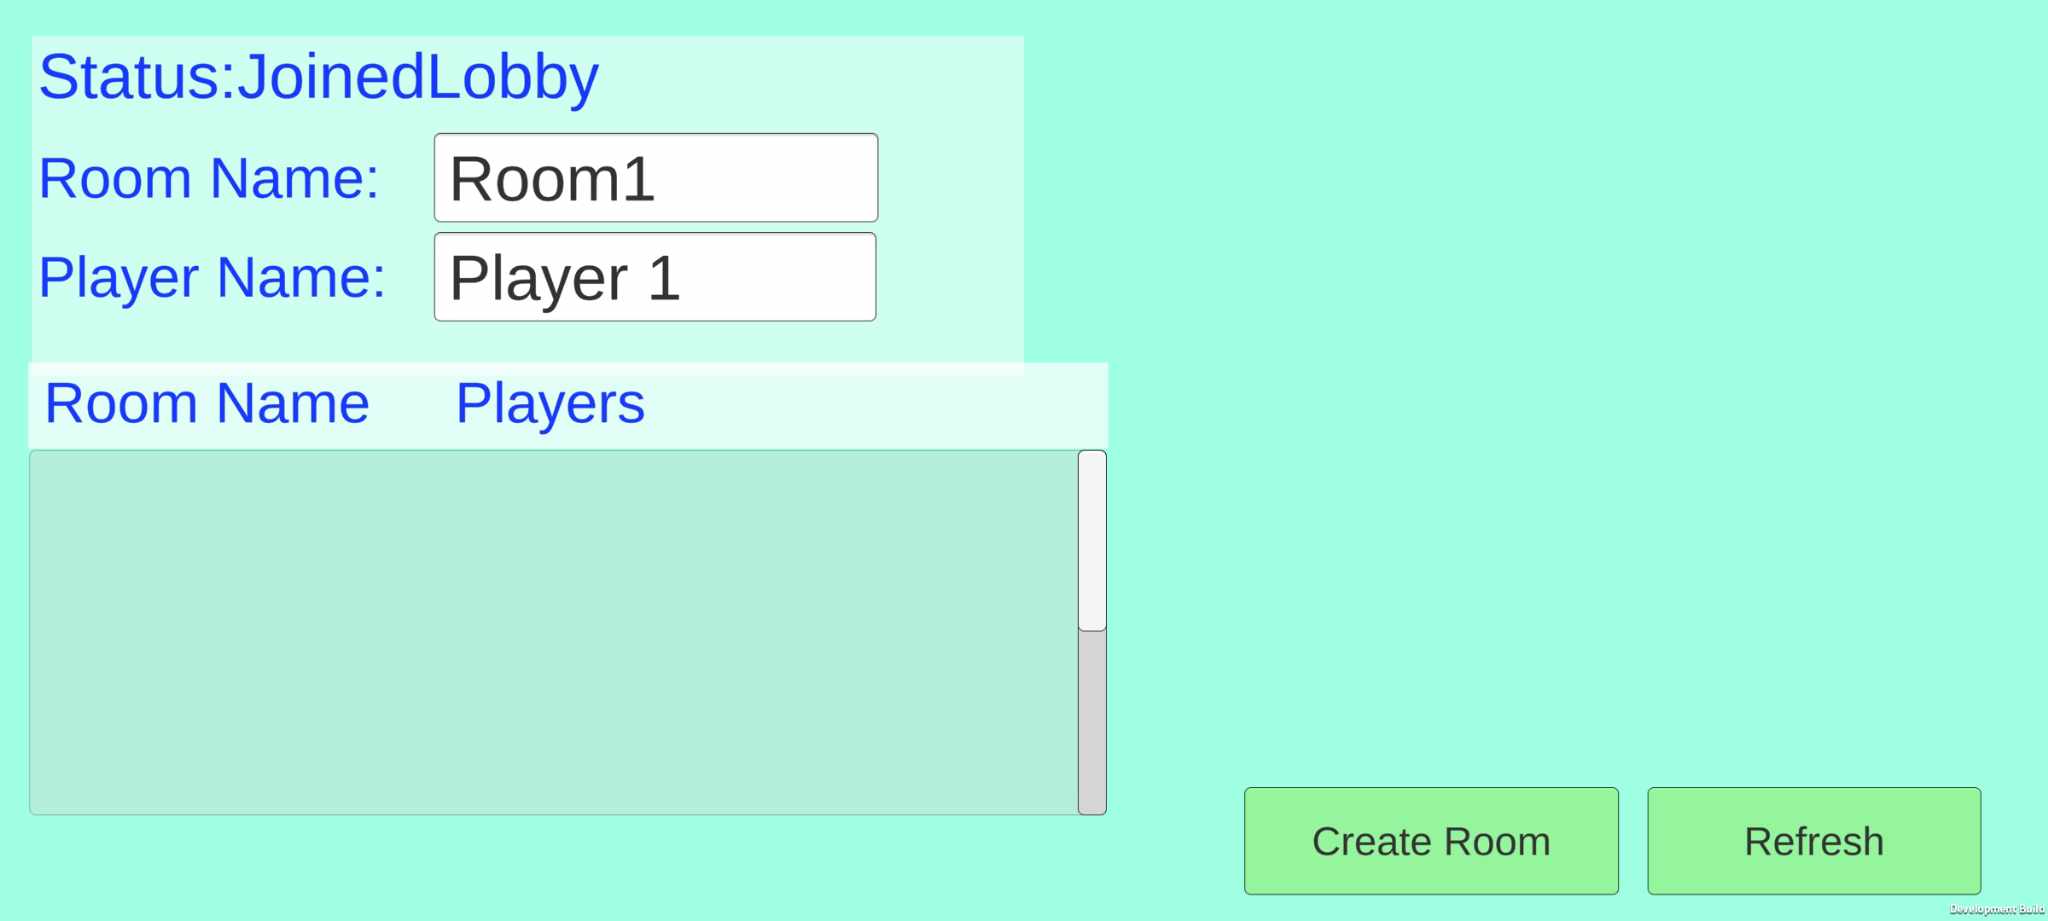 Status:JoinedLobby
Room Name: Room1
Player Name: Player 1
Room Name Players
Create Room Refresh
Development Build